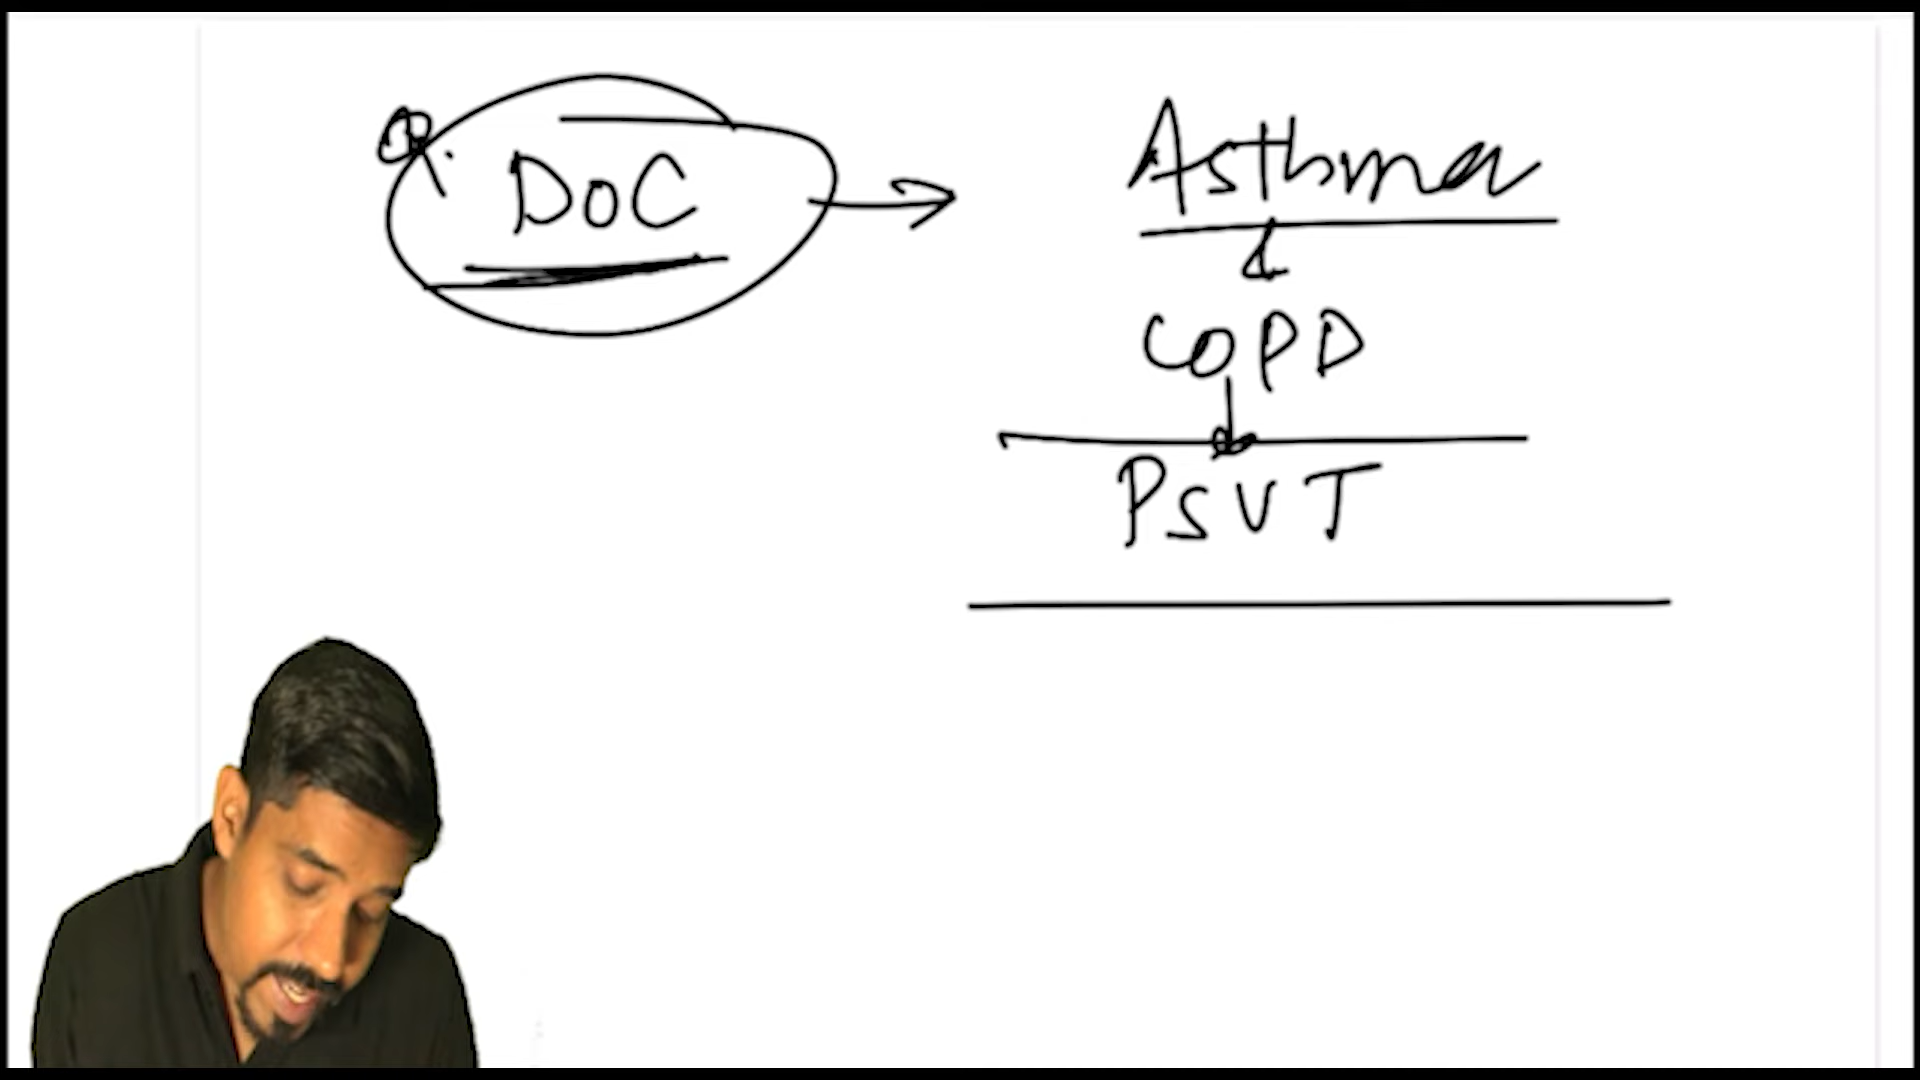 Q. DOC → Asthma
&
COPD
PSVT